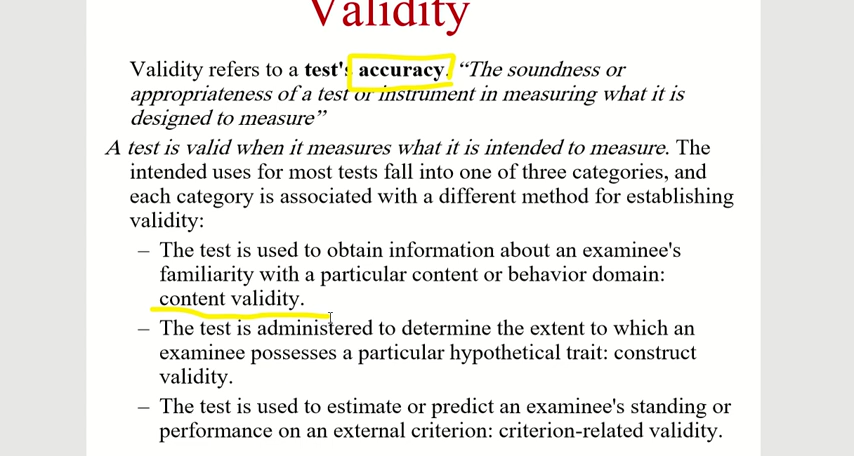 Validity
Validity refers to a test's accuracy. “The soundness or
appropriateness of a test or instrument in measuring what it is
designed to measure”
A test is valid when it measures what it is intended to measure. The
intended uses for most tests fall into one of three categories, and
each category is associated with a different method for establishing
validity:
– The test is used to obtain information about an examinee's
familiarity with a particular content or behavior domain:
content validity.
– The test is administered to determine the extent to which an
examinee possesses a particular hypothetical trait: construct
validity.
– The test is used to estimate or predict an examinee's standing or
performance on an external criterion: criterion-related validity.